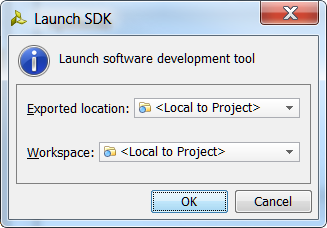 Launch SDK
Launch software development tool
Exported location: <Local to Project>
Workspace: <Local to Project>
OK Cancel